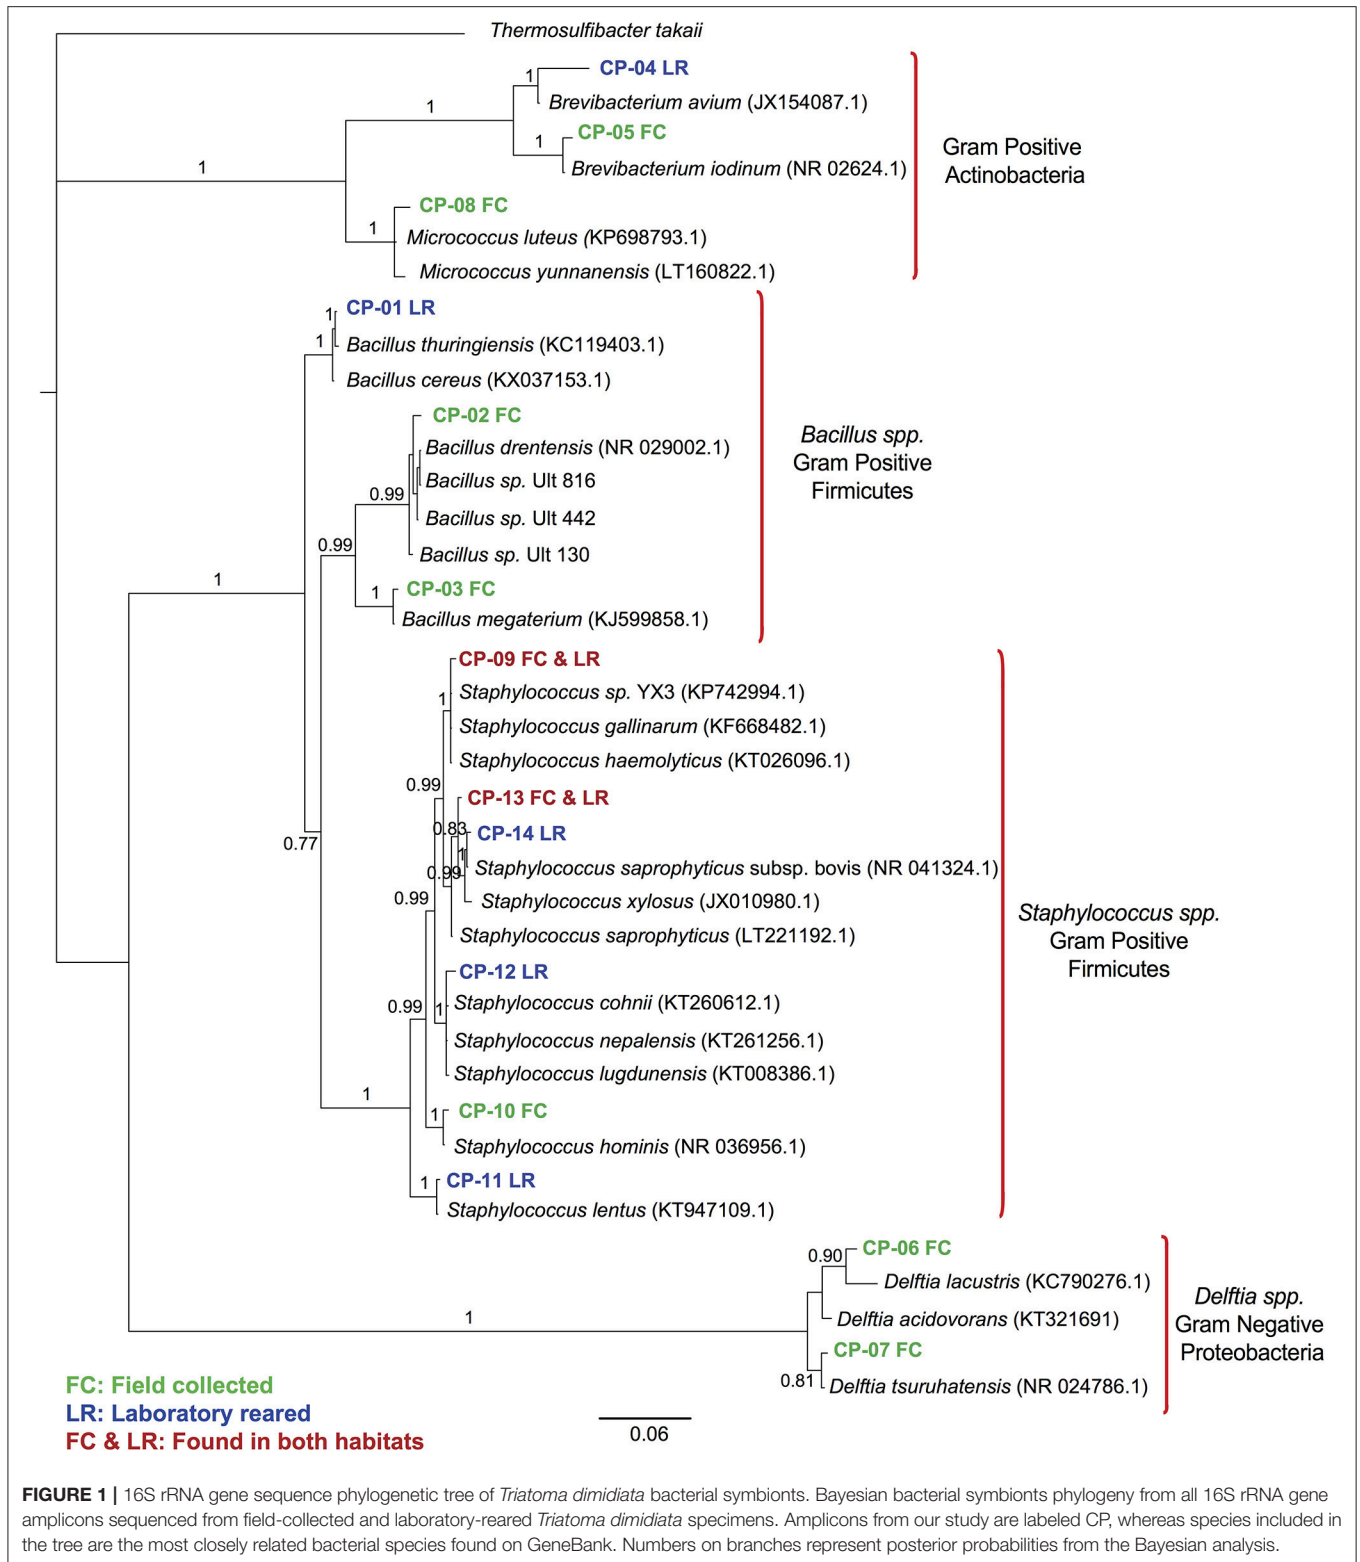 Thermosulfibacter takaii
1
CP-04 LR
Brevibacterium avium (JX154087.1)
1
1
CP-05 FC
Brevibacterium iodinum (NR 02624.1)
Gram Positive
Actinobacteria
1
CP-08 FC
1
Micrococcus luteus (KP698793.1)
Micrococcus yunnanensis (LT160822.1)
1
CP-01 LR
1
Bacillus thuringiensis (KC119403.1)
Bacillus cereus (KX037153.1)
CP-02 FC
Bacillus drentensis (NR 029002.1)
Bacillus sp. Ult 816
0.99
Bacillus sp. Ult 442
0.99
Bacillus sp. Ult 130
Bacillus spp.
Gram Positive
Firmicutes
1
1
CP-03 FC
Bacillus megaterium (KJ599858.1)
CP-09 FC & LR
1
Staphylococcus sp. YX3 (KP742994.1)
Staphylococcus gallinarum (KF668482.1)
Staphylococcus haemolyticus (KT026096.1)
0.99
CP-13 FC & LR
0.83
CP-14 LR
0.77
1
0.99
Staphylococcus saprophyticus subsp. bovis (NR 041324.1)
0.99
Staphylococcus xylosus (JX010980.1)
Staphylococcus saprophyticus (LT221192.1)
Staphylococcus spp.
Gram Positive
Firmicutes
CP-12 LR
0.99
1
Staphylococcus cohnii (KT260612.1)
Staphylococcus nepalensis (KT261256.1)
Staphylococcus lugdunensis (KT008386.1)
1
1
CP-10 FC
Staphylococcus hominis (NR 036956.1)
1
CP-11 LR
Staphylococcus lentus (KT947109.1)
0.90
CP-06 FC
Delftia lacustris (KC790276.1)
1
Delftia acidovorans (KT321691)
CP-07 FC
0.81
Delftia tsuruhatensis (NR 024786.1)
Delftia spp.
Gram Negative
Proteobacteria
FC: Field collected
LR: Laboratory reared
FC & LR: Found in both habitats
0.06
FIGURE 1 | 16S rRNA gene sequence phylogenetic tree of Triatoma dimidiata bacterial symbionts. Bayesian bacterial symbionts phylogeny from all 16S rRNA gene
amplicons sequenced from field-collected and laboratory-reared Triatoma dimidiata specimens. Amplicons from our study are labeled CP, whereas species included in
the tree are the most closely related bacterial species found on GeneBank. Numbers on branches represent posterior probabilities from the Bayesian analysis.